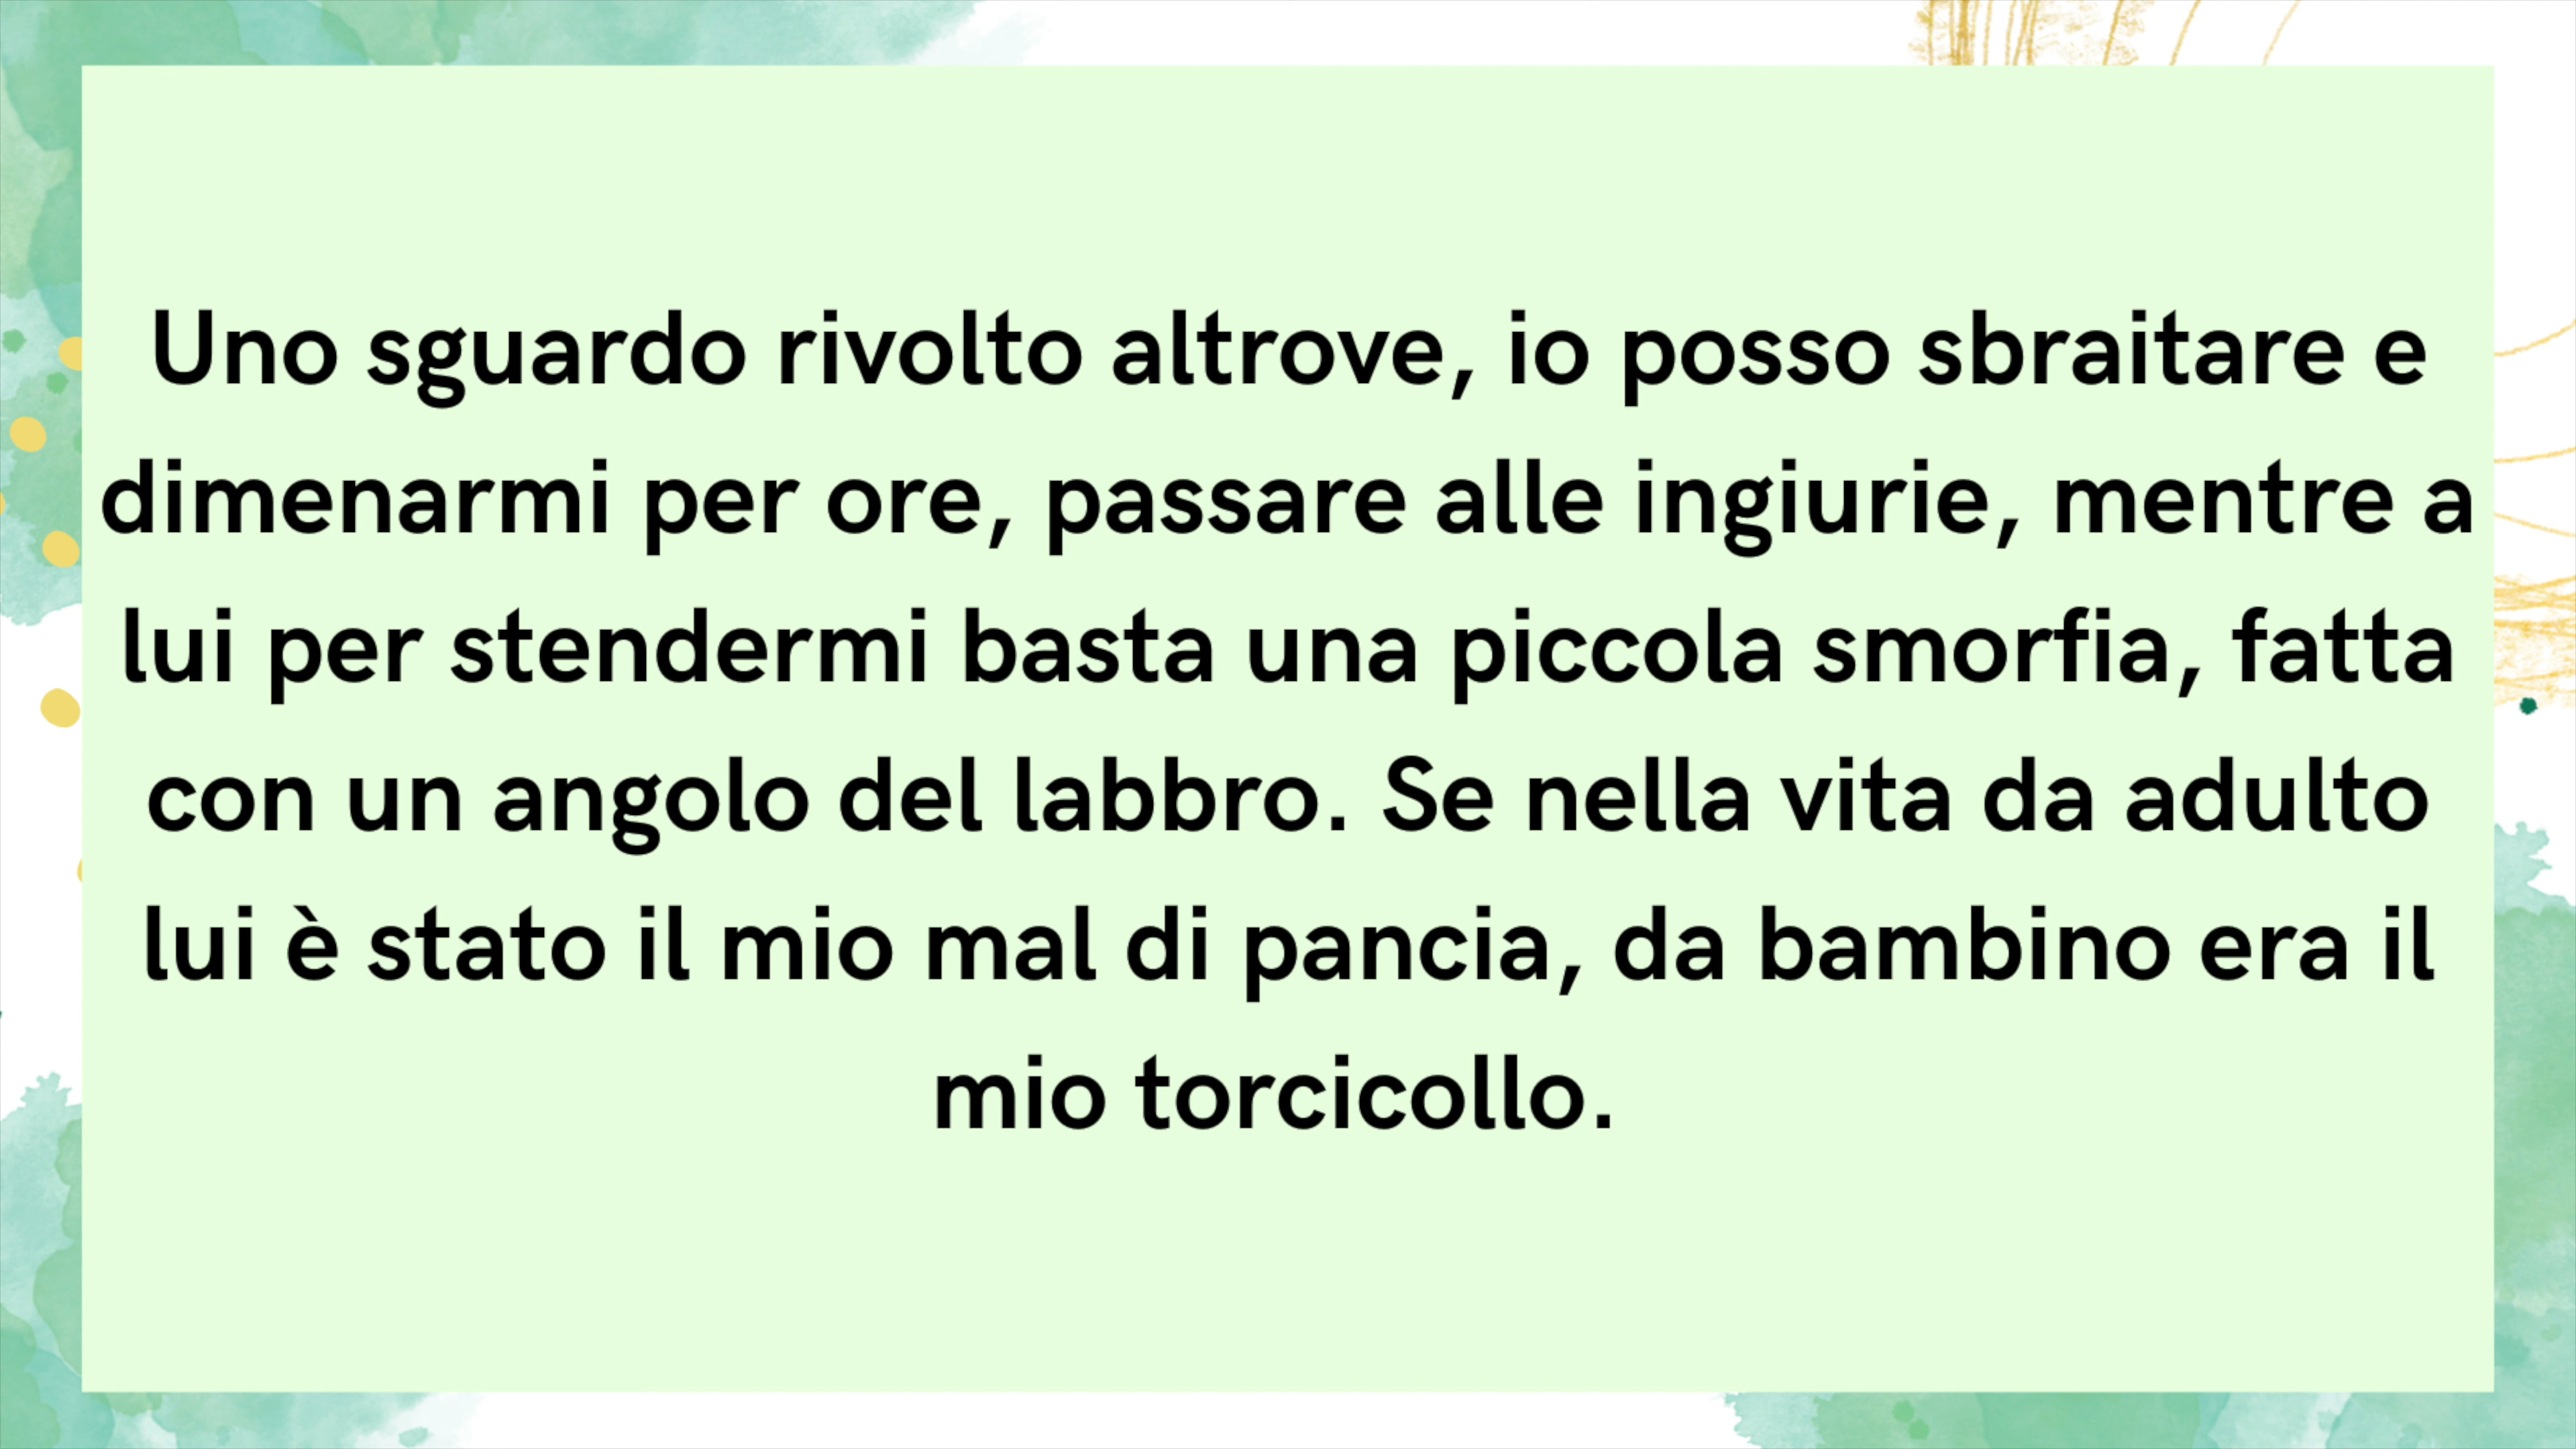 Uno sguardo rivolto altrove, io posso sbraitare e
dimenarmi per ore, passare alle ingiurie, mentre a
lui per stendermi basta una piccola smorfia, fatta
con un angolo del labbro. Se nella vita da adulto
lui è stato il mio mal di pancia, da bambino era il
mio torcicollo.